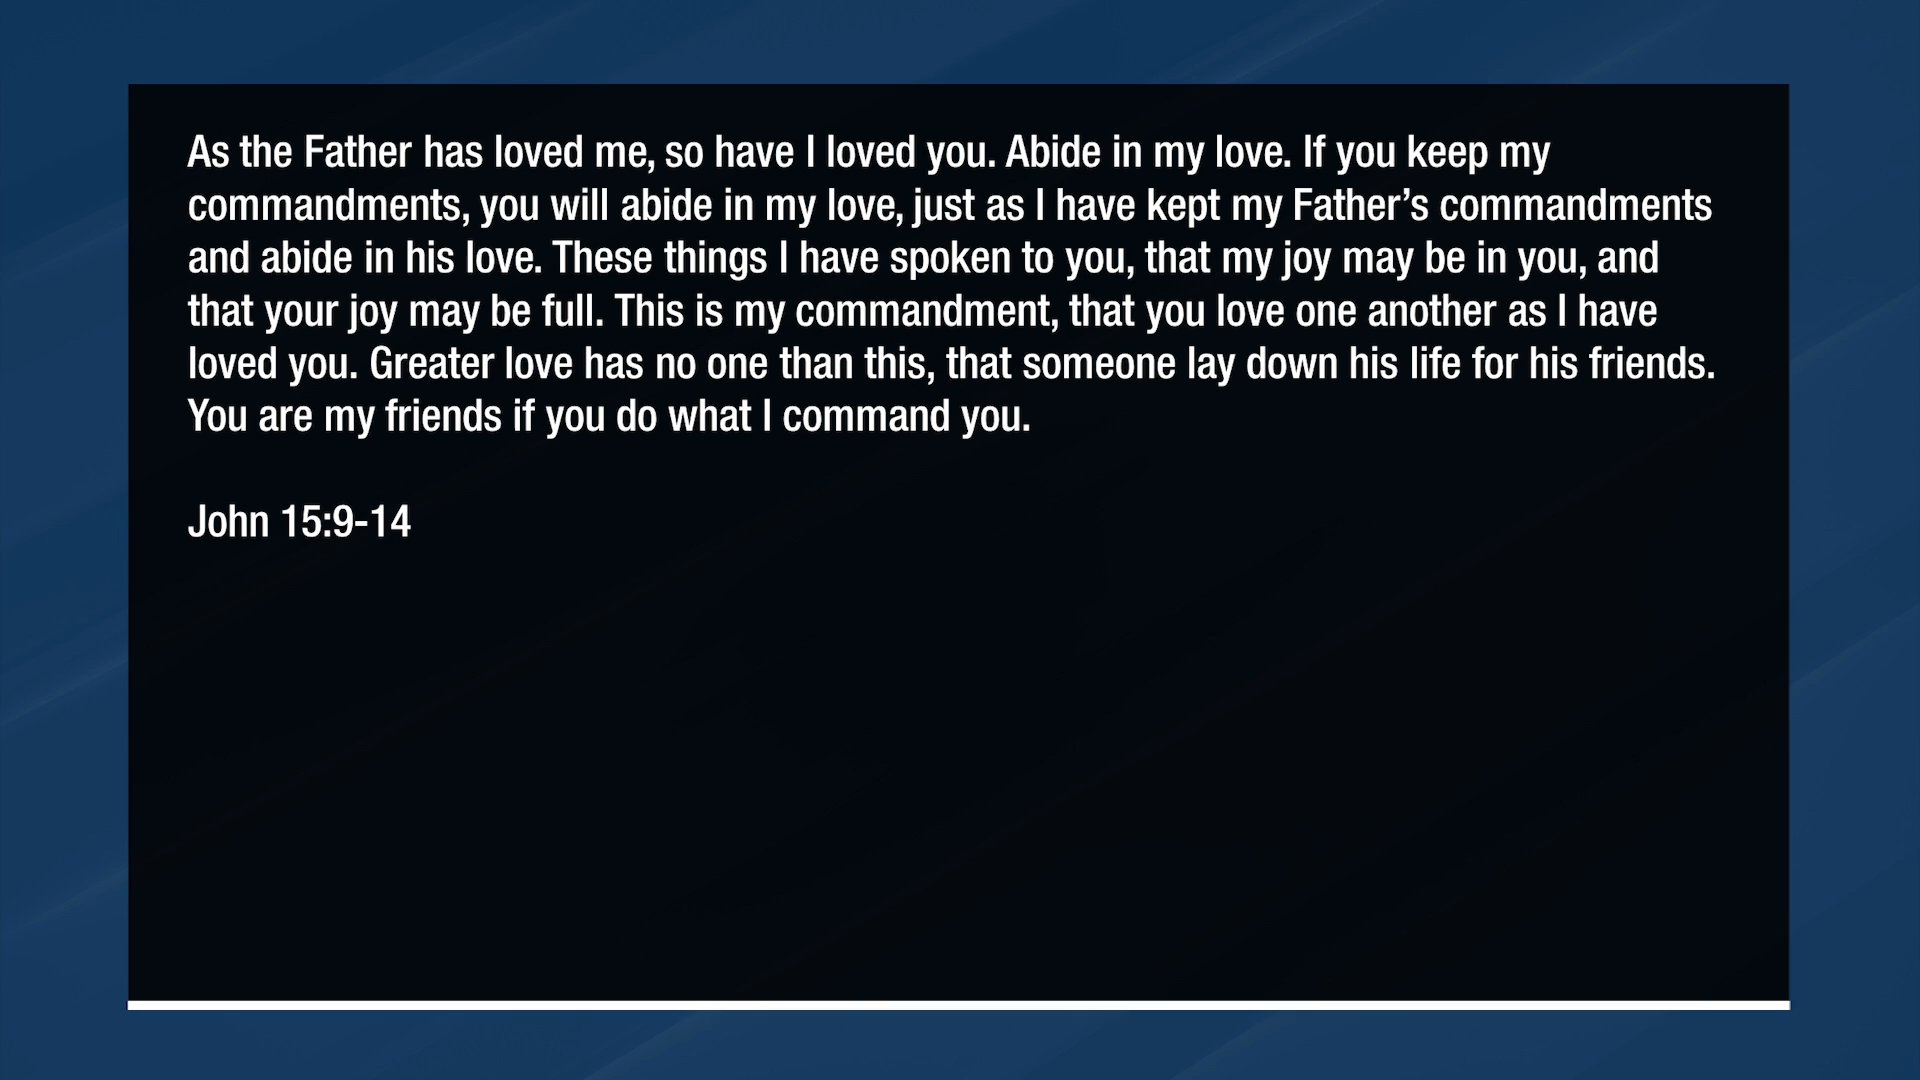 As the Father has loved me, so have I loved you. Abide in my love. If you keep my
commandments, you will abide in my love, just as I have kept my Father’s commandments
and abide in his love. These things I have spoken to you, that my joy may be in you, and
that your joy may be full. This is my commandment, that you love one another as I have
loved you. Greater love has no one than this, that someone lay down his life for his friends.
You are my friends if you do what I command you.
John 15:9-14